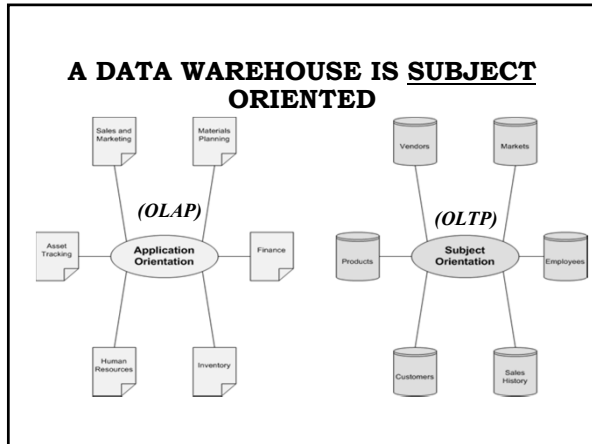 A DATA WAREHOUSE IS SUBJECT
ORIENTED
Sales and
Marketing
Materials
Planning
(OLAP)
Asset
Tracking
Application
Orientation
Finance
Human
Resources
Inventory
Vendors
Markets
(OLTP)
Products
Subject
Orientation
Employees
Customers
Sales
History